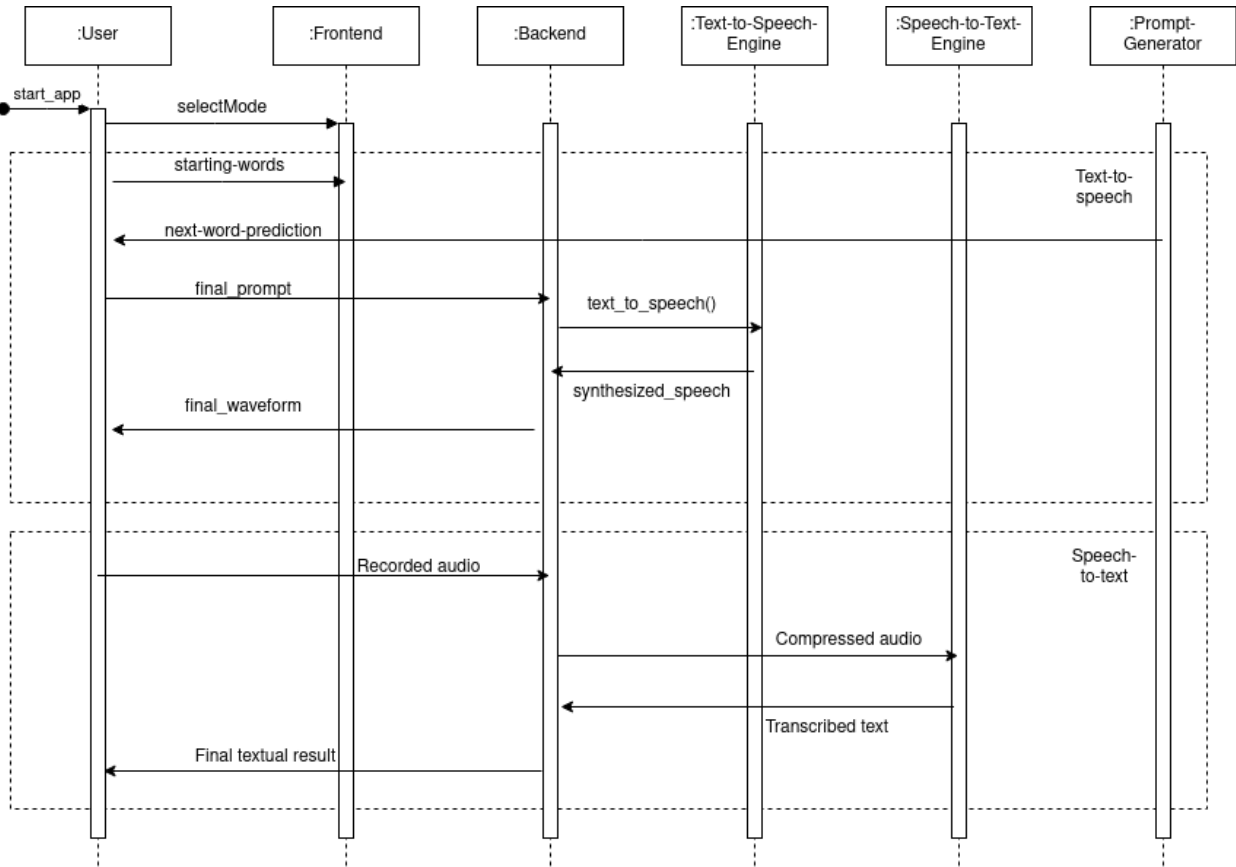 :User
:Frontend
:Backend
:Text-to-Speech-
Engine
:Speech-to-Text-
Engine
:Prompt-
Generator
start_app
selectMode
starting-words
Text-to-
speech
next-word-prediction
final_prompt
text_to_speech()
synthesized_speech
final_waveform
Speech-
to-text
Recorded audio
Compressed audio
Transcribed text
Final textual result